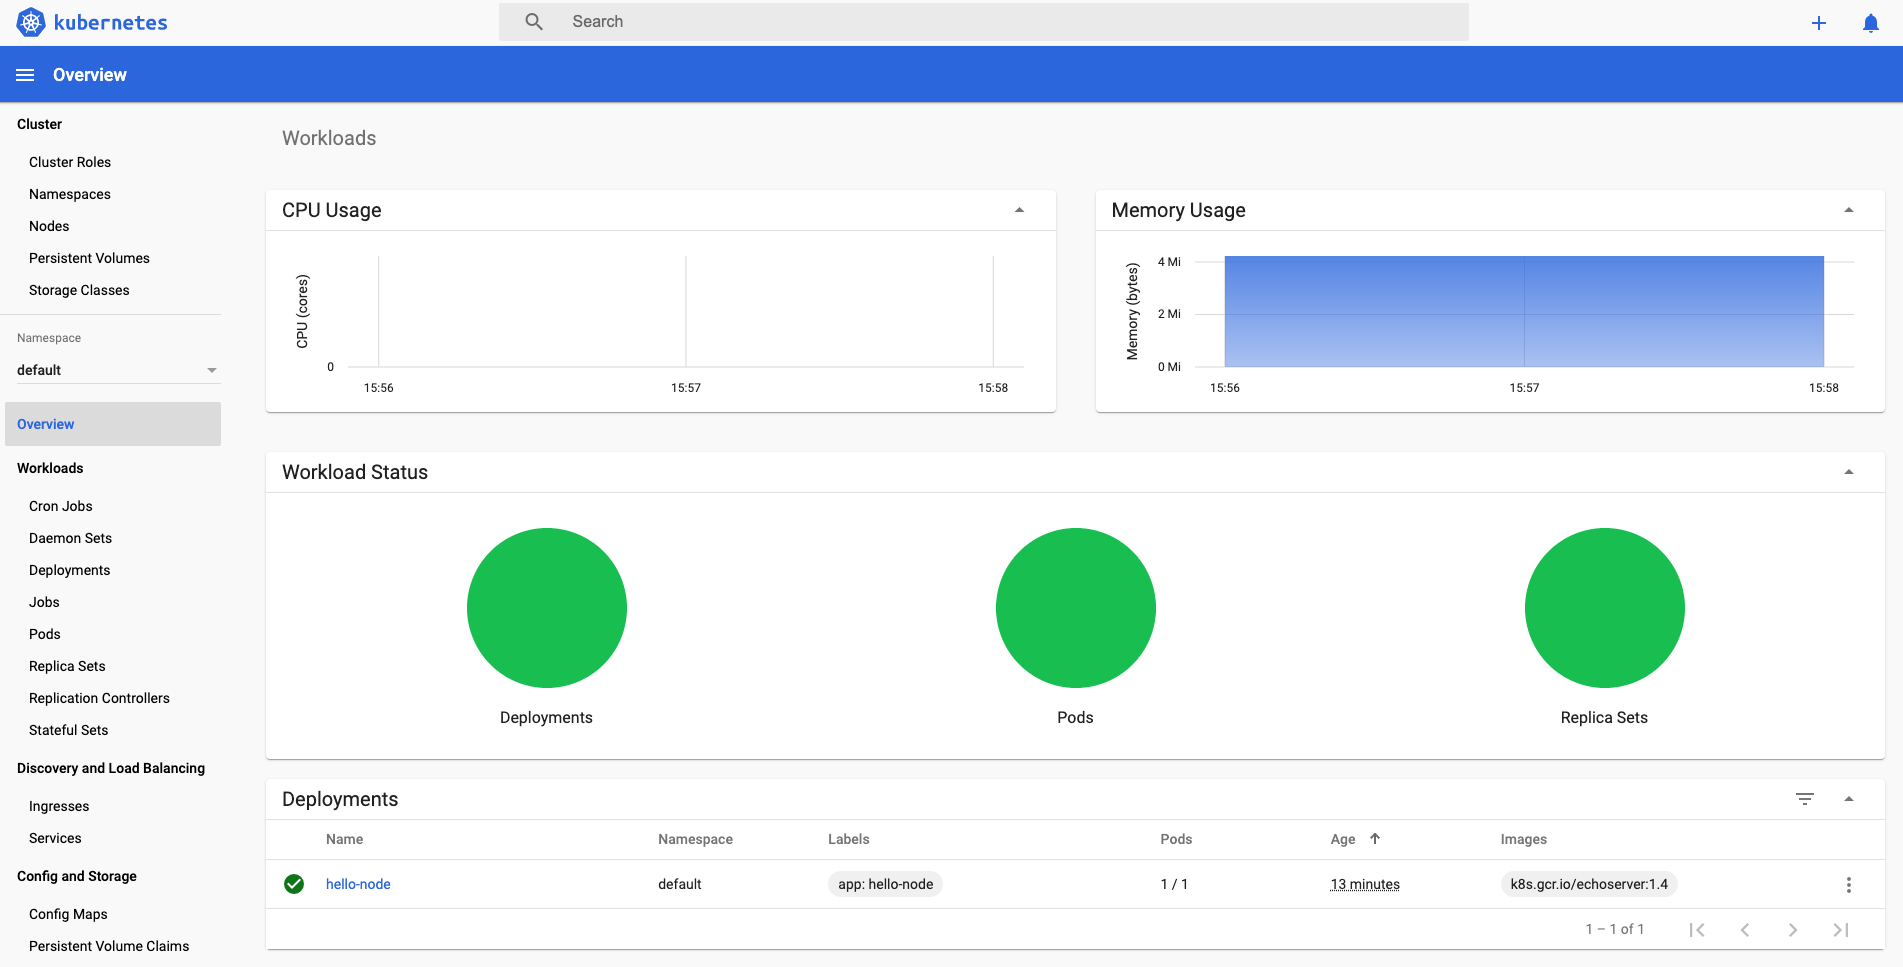 kubernetes
Search
Overview
Cluster
Cluster Roles
Namespaces
Nodes
Persistent Volumes
Storage Classes
Namespace
default
Overview
Workloads
Cron Jobs
Daemon Sets
Deployments
Jobs
Pods
Replica Sets
Replication Controllers
Stateful Sets
Discovery and Load Balancing
Ingresses
Services
Config and Storage
Config Maps
Persistent Volume Claims
Workloads
CPU Usage
CPU (cores)
0
15:56 15:57 15:58
Memory Usage
Memory (bytes)
4 Mi
2 Mi
0 Mi
15:56 15:57 15:58
Workload Status
Deployments Pods Replica Sets
Deployments
Name Namespace Labels Pods Age Images
hello-node default app: hello-node 1 / 1 13 minutes k8s.gcr.io/echoserver:1.4
1 – 1 of 1